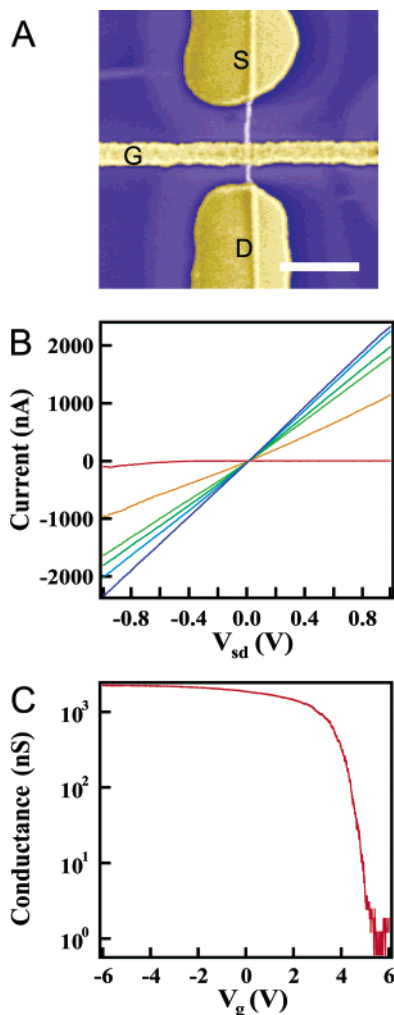 A
S
G
D
B
2000
1000
0
-1000
-2000
Current (nA)
-0.8 -0.4 0.0 0.4 0.8
V_sd (V)
C
10^3
10^2
10^1
10^0
Conductance (nS)
-6 -4 -2 0 2 4 6
V_g (V)